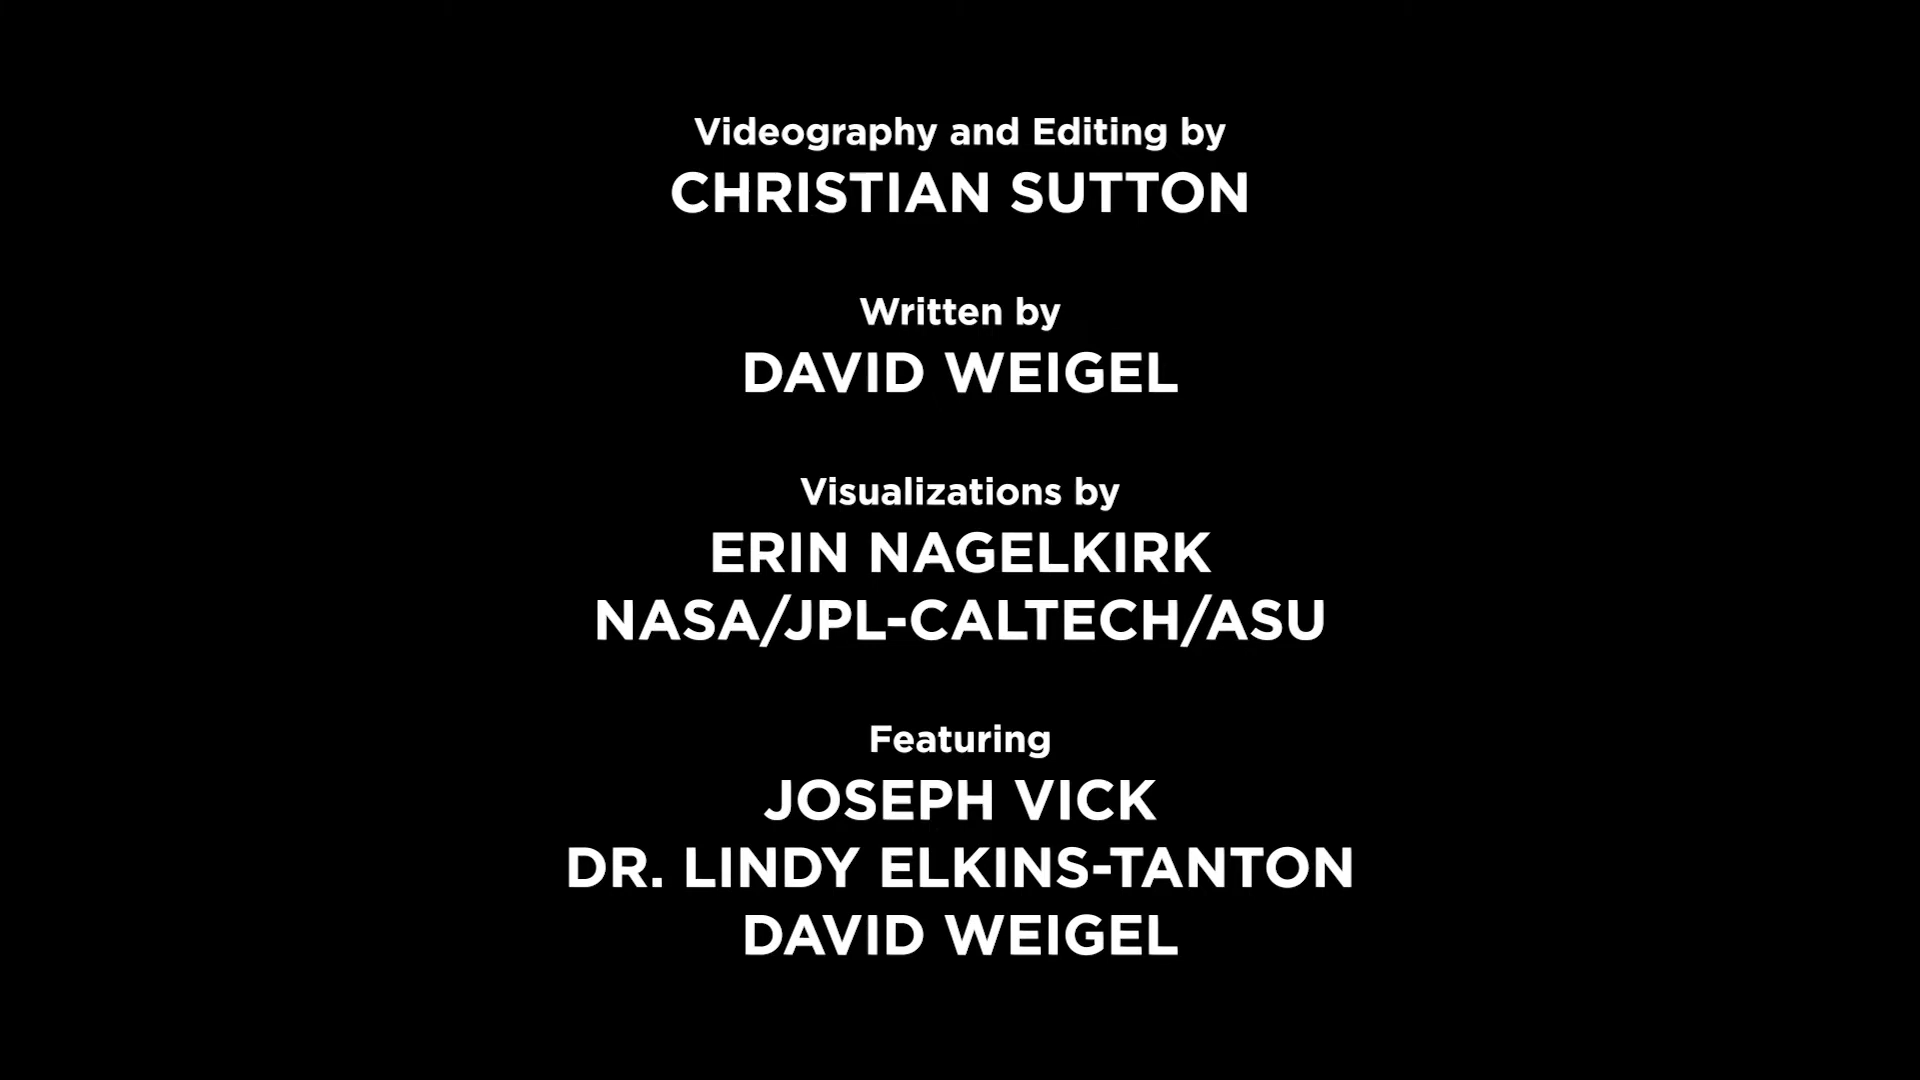 Videography and Editing by
CHRISTIAN SUTTON
Written by
DAVID WEIGEL
Visualizations by
ERIN NAGELKIRK
NASA/JPL-CALTECH/ASU
Featuring
JOSEPH VICK
DR. LINDY ELKINS-TANTON
DAVID WEIGEL